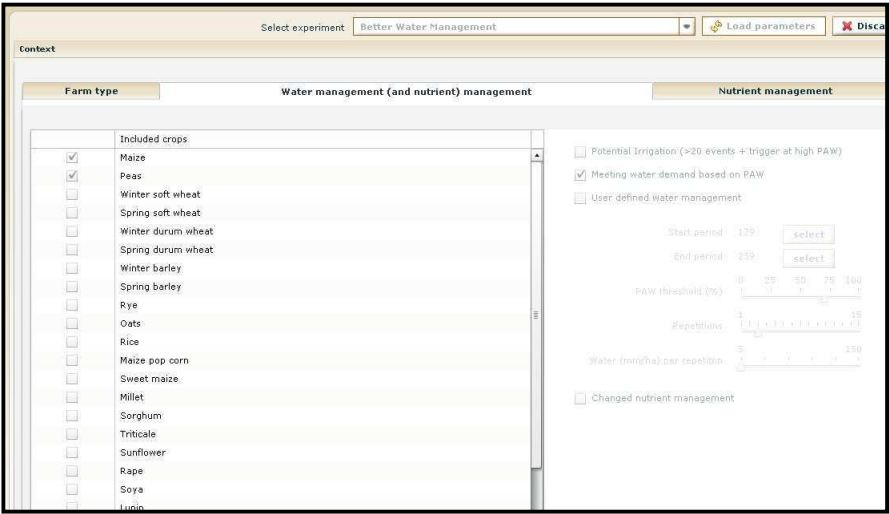 Select experiment Better Water Management Load parameters Disca
Context
Farm type Water management (and nutrient) management Nutrient management
Included crops
Maize
Peas
Winter soft wheat
Spring soft wheat
Winter durum wheat
Spring durum wheat
Winter barley
Spring barley
Rye
Oats
Rice
Maize pop corn
Sweet maize
Millet
Sorghum
Triticale
Sunflower
Rape
Soya
Lupin
Potential Irrigation (>20 events + trigger at high PAW)
Meeting water demand based on PAW
User defined water management
Start period 179 select
End period 239 select
0 25 50 75 100
PAW threshold (%)
1 15
Repetitions
5 150
Water (mm/ha) per repetition
Changed nutrient management